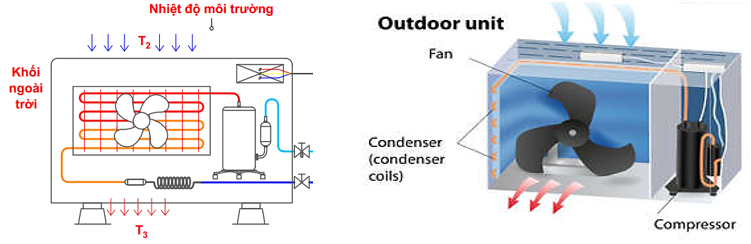 Nhiệt độ môi trường
T2
Khối
ngoài
trời
T3
Outdoor unit
Fan
Condenser
(condenser
coils)
Compressor